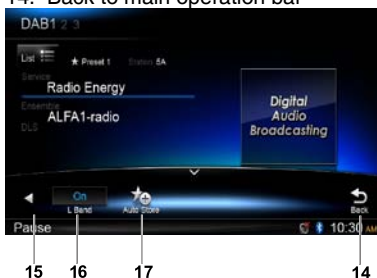 14. Back to main operation bar
DAB1 2 3
List ★ Preset 1 Station 5A
Service
Radio Energy
Ensemble
ALFA1-radio
DLS
Digital
Audio
Broadcasting
On
L Band
Auto Store
Back
Pause 10:30 AM
15 16 17 14